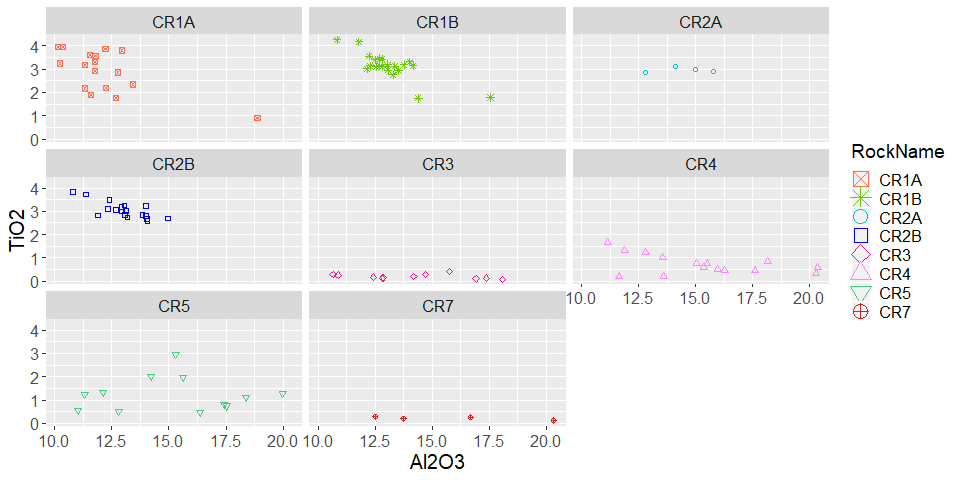 CR1A CR1B CR2A
4
3
2
1
0
CR2B CR3 CR4
4
3
2
1
0
10.0 12.5 15.0 17.5 20.0
CR5 CR7
4
3
2
1
0
10.0 12.5 15.0 17.5 20.0 10.0 12.5 15.0 17.5 20.0
Al2O3
TiO2
RockName
CR1A
CR1B
CR2A
CR2B
CR3
CR4
CR5
CR7